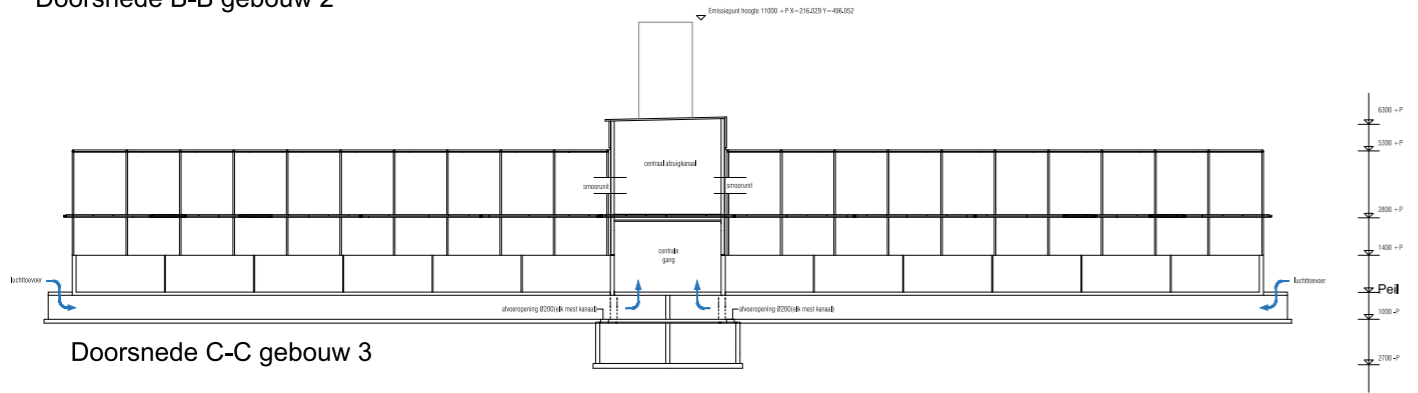 Doorsnede B-B gebouw 2
Emissiepunt hoogte 11000 +P X=216.029 Y=496.052
6300 +P
5300 +P
centraal afzuigkanaal
smoorunit
smoorunit
2800 +P
centrale
gang
1400 +P
luchttoevoer
luchttoevoer
Peil
afvoeropening Ø200(elk mest kanaal)
afvoeropening Ø200(elk mest kanaal)
1000 -P
Doorsnede C-C gebouw 3
2700 -P